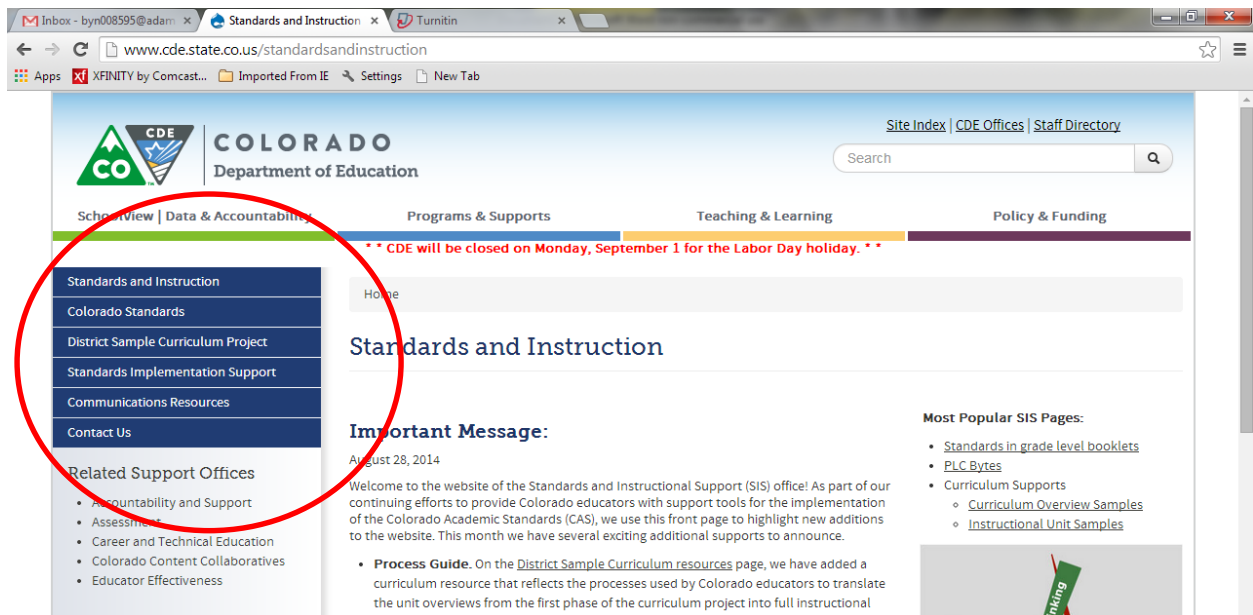 Inbox - byn008595@adam
Standards and Instruction
Turnitin
www.cde.state.co.us/standardsandinstruction
Apps
XFINITY by Comcast...
Imported From IE
Settings
New Tab
CDE
CO
COLORADO
Department of Education
Site Index | CDE Offices | Staff Directory
Search
SchoolView | Data & Accountability
Programs & Supports
Teaching & Learning
Policy & Funding
* * CDE will be closed on Monday, September 1 for the Labor Day holiday. * *
Standards and Instruction
Colorado Standards
District Sample Curriculum Project
Standards Implementation Support
Communications Resources
Contact Us
Related Support Offices
• Accountability and Support
• Assessment
• Career and Technical Education
• Colorado Content Collaboratives
• Educator Effectiveness
Home
Standards and Instruction
Important Message:
August 28, 2014
Welcome to the website of the Standards and Instructional Support (SIS) office! As part of our
continuing efforts to provide Colorado educators with support tools for the implementation
of the Colorado Academic Standards (CAS), we use this front page to highlight new additions
to the website. This month we have several exciting additional supports to announce.
• Process Guide. On the District Sample Curriculum resources page, we have added a
curriculum resource that reflects the processes used by Colorado educators to translate
the unit overviews from the first phase of the curriculum project into full instructional
Most Popular SIS Pages:
• Standards in grade level booklets
• PLC Bytes
• Curriculum Supports
◦ Curriculum Overview Samples
◦ Instructional Unit Samples